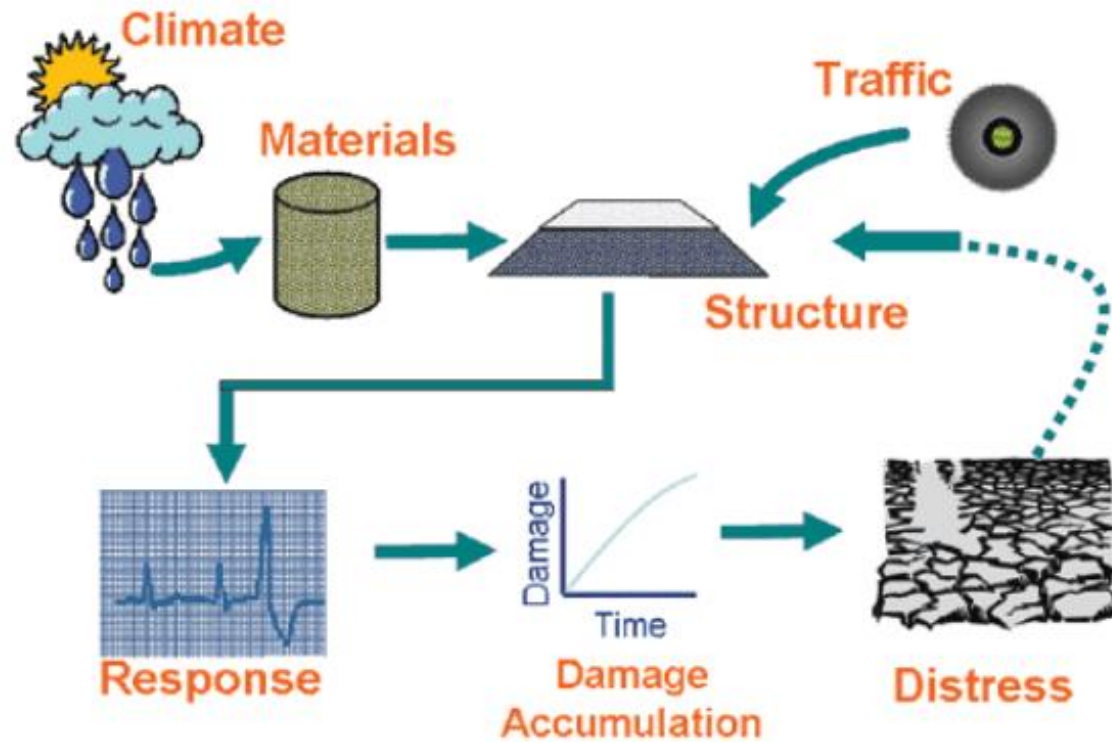 Climate
Traffic
Materials
Structure
Damage
Time
Response
Damage
Accumulation
Distress